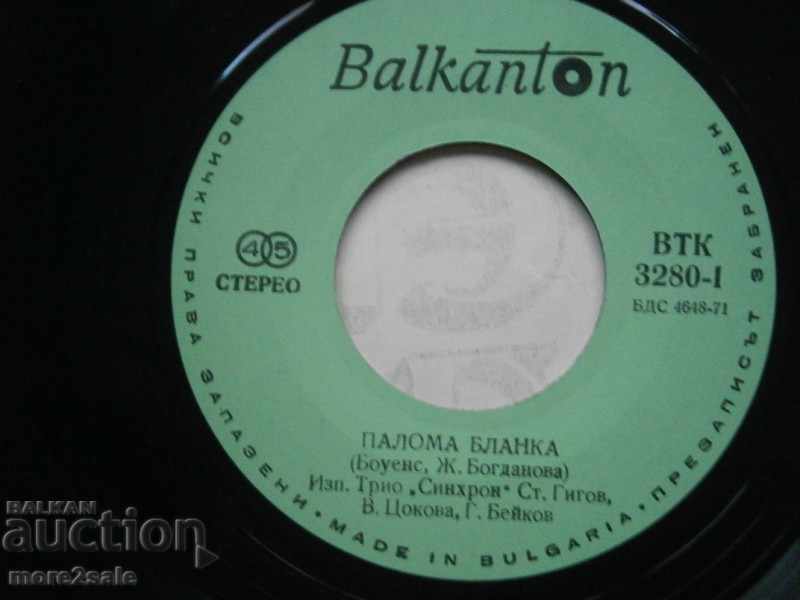 Balkanton
45
СТЕРЕО
ВТК
3280-I
БДС 4648-71
ПАЛОМА БЛАНКА
(Боуенс, Ж. Богданова)
Изп. Трио „Синхрон" Ст. Гигов,
В. Цокова, Г. Бейков
ВСИЧКИ ПРАВА ЗАПАЗЕНИ • MADE IN BULGARIA • ПРЕЗАПИСЪТ ЗАБРАНЕН
BALKAN
auction
more2sale